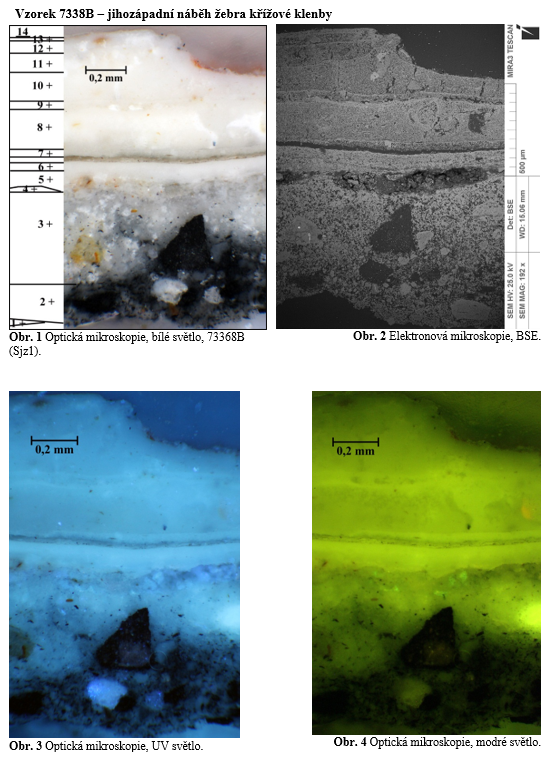 Vzorek 7338B – jihozápadní náběh žebra křížové klenby
14
13 +
12 +
11 +
10 +
9 +
8 +
7 +
6 +
5 +
4 +
3 +
2 +
1 +
0,2 mm
MIRA3 TESCAN
500 µm
Det: BSE
WD: 15.06 mm
SEM HV: 25.0 kV
SEM MAG: 192 x
Obr. 1 Optická mikroskopie, bílé světlo, 73368B
(Sjz1).
Obr. 2 Elektronová mikroskopie, BSE.
0,2 mm
0,2 mm
Obr. 3 Optická mikroskopie, UV světlo.
Obr. 4 Optická mikroskopie, modré světlo.